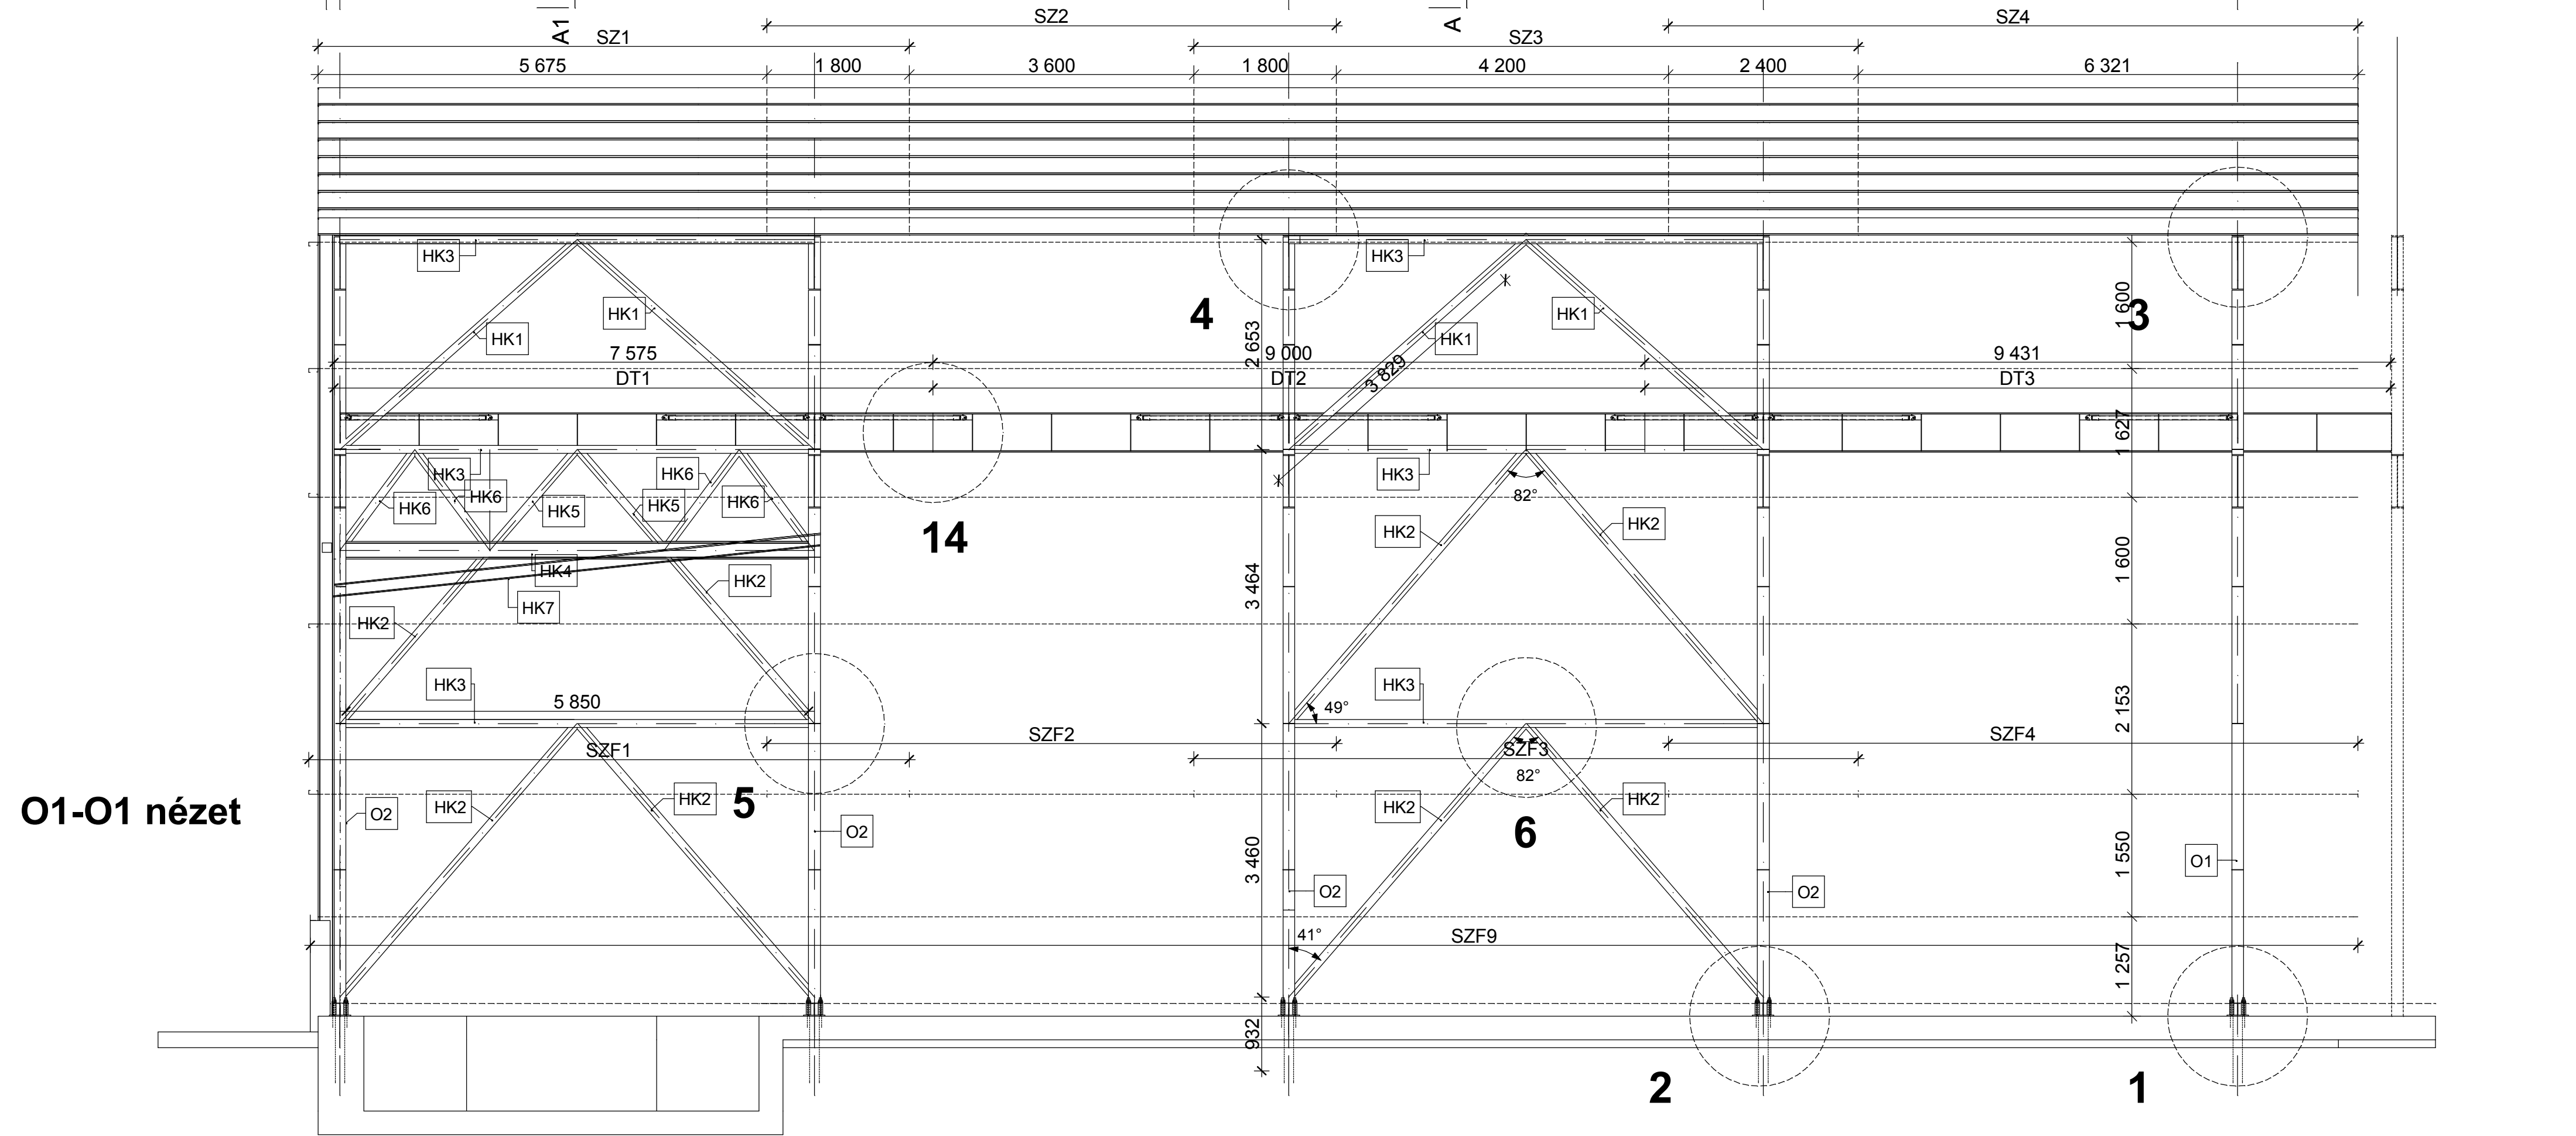 A1
SZ2
A
SZ4
SZ1
SZ3
5 675
1 800
3 600
1 800
4 200
2 400
6 321
HK3
HK3
HK1
HK1
HK1
HK1
4
3
2 653
1 600
7 575
9 000
9 431
3 829
DT1
DT2
DT3
1 627
HK3
HK6
HK3
HK6
HK6
HK6
HK5
HK5
82°
14
HK2
HK2
HK4
HK2
HK7
HK2
3 464
1 600
HK3
HK3
5 850
49°
2 153
SZF2
SZF4
SZF1
SZF3
82°
HK2
HK2
HK2
HK2
5
O1-O1 nézet
O2
O2
6
3 460
1 550
O1
O2
O2
41°
SZF9
1 257
932
2
1